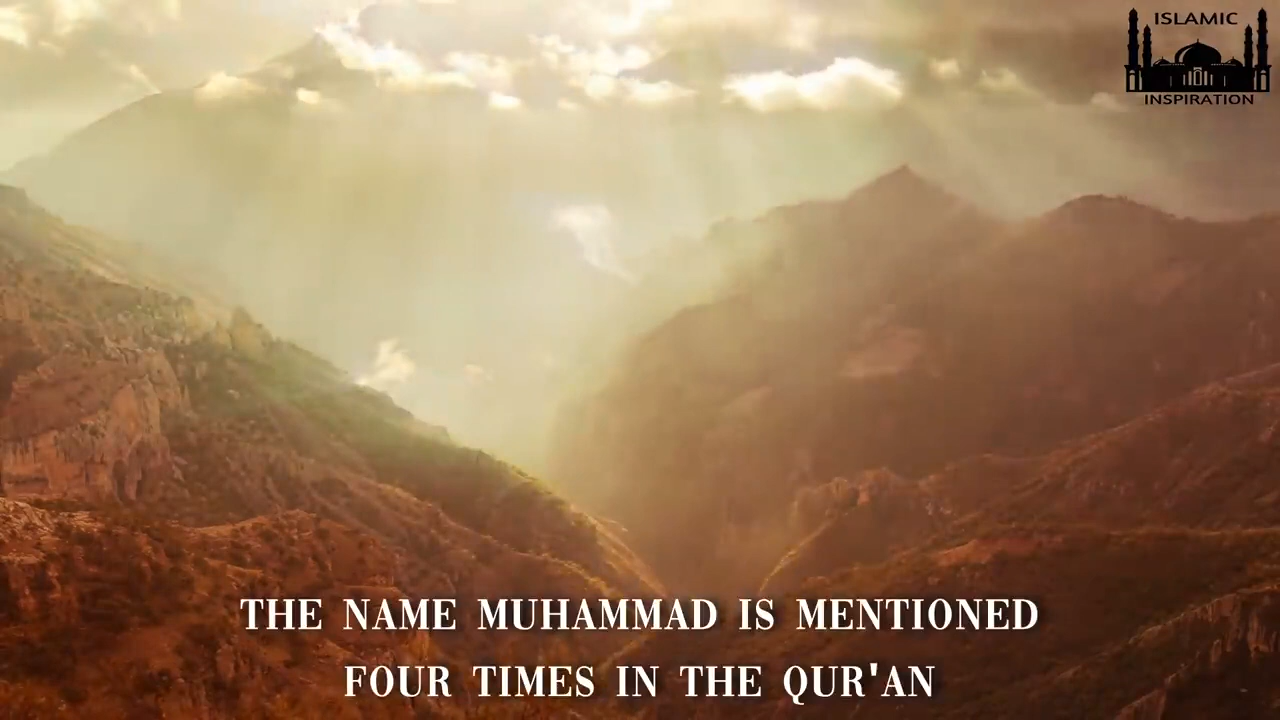 ISLAMIC
INSPIRATION
THE NAME MUHAMMAD IS MENTIONED
FOUR TIMES IN THE QUR'AN